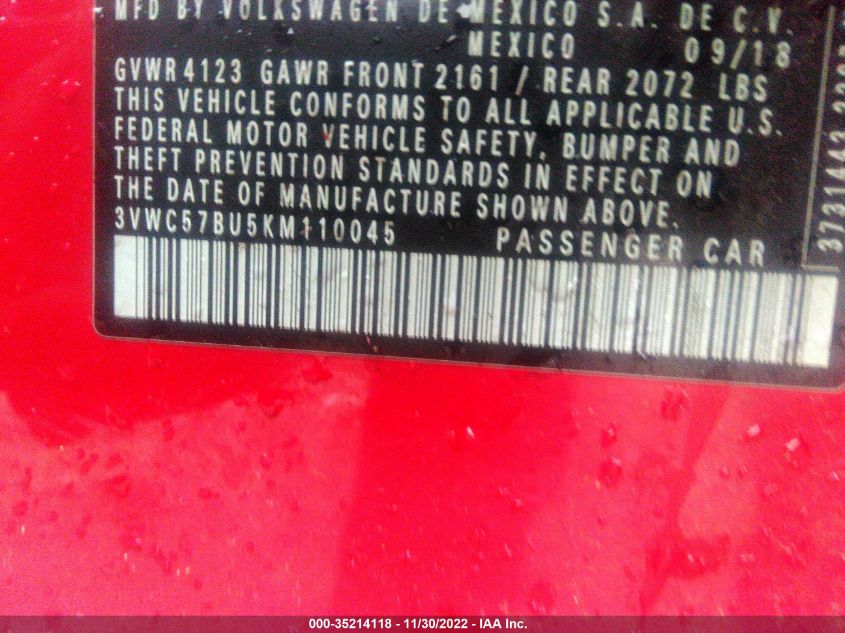 MFD BY VOLKSWAGEN DE MEXICO S.A. DE C.V.
MEXICO 09/18
GVWR 4123 GAWR FRONT 2161 / REAR 2072 LBS
THIS VEHICLE CONFORMS TO ALL APPLICABLE U.S.
FEDERAL MOTOR VEHICLE SAFETY, BUMPER AND
THEFT PREVENTION STANDARDS IN EFFECT ON
THE DATE OF MANUFACTURE SHOWN ABOVE.
3VWC57BU5KM110045 PASSENGER CAR
3731443
000-35214118 - 11/30/2022 - IAA Inc.